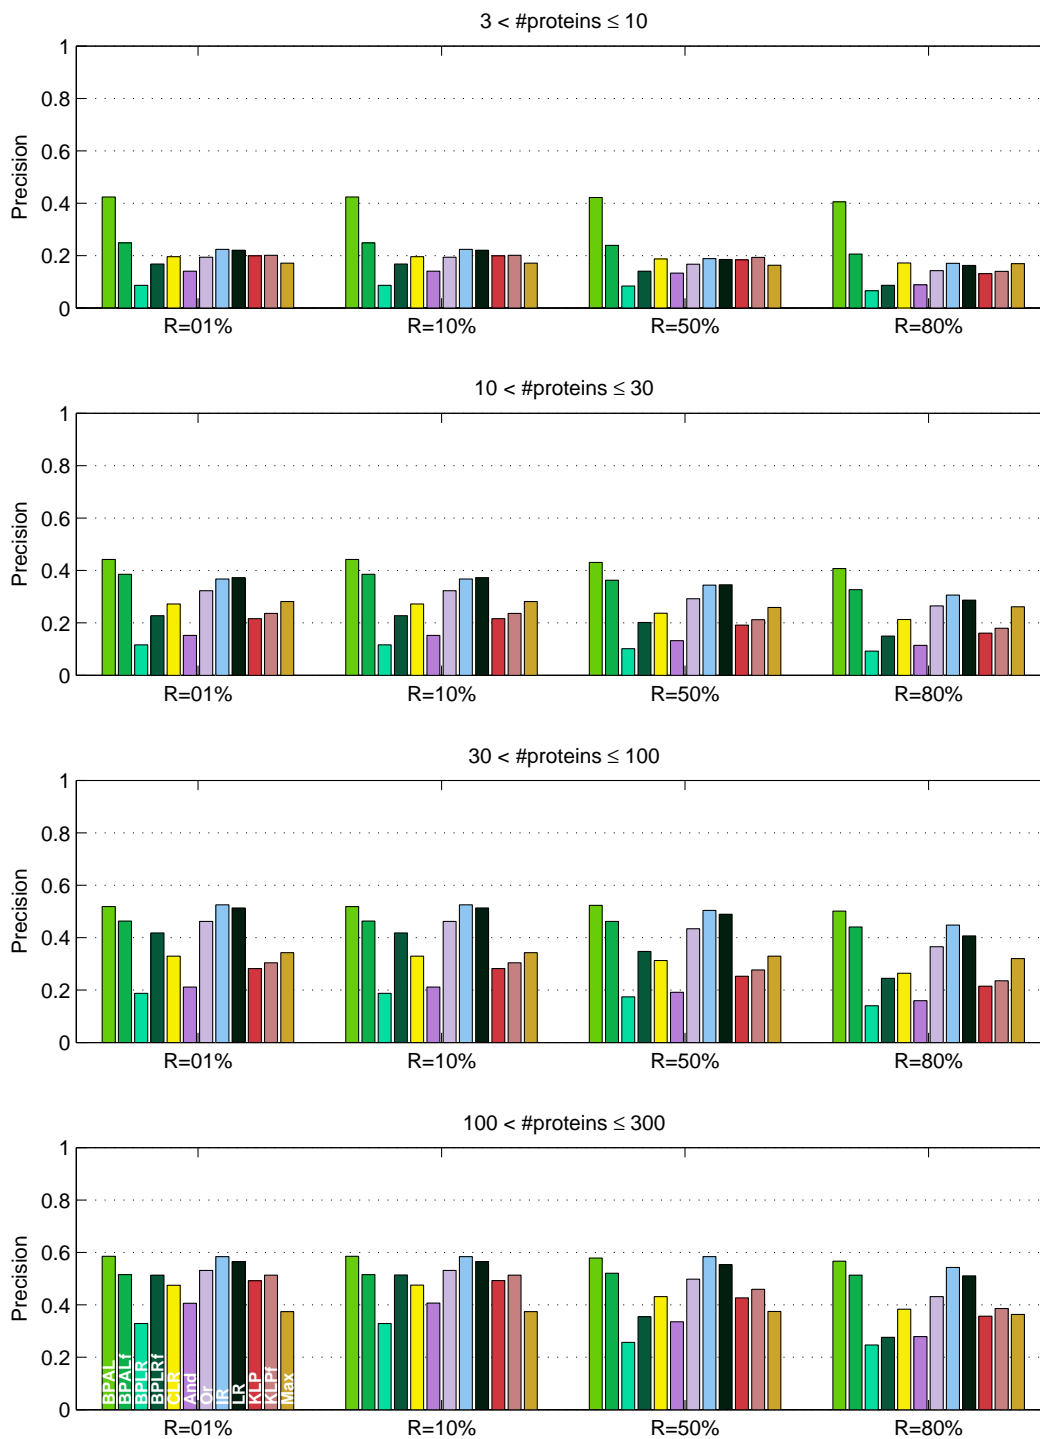 3 < #proteins ≤ 10
1
0.8
0.6
0.4
0.2
0
Precision
R=01% R=10% R=50% R=80%
10 < #proteins ≤ 30
1
0.8
0.6
0.4
0.2
0
Precision
R=01% R=10% R=50% R=80%
30 < #proteins ≤ 100
1
0.8
0.6
0.4
0.2
0
Precision
R=01% R=10% R=50% R=80%
100 < #proteins ≤ 300
1
0.8
0.6
0.4
0.2
0
Precision
BPAL
BPALf
BPLR
BPLRf
CLR
And
Or
IR
LR
KLP
KLPf
Max
R=01% R=10% R=50% R=80%